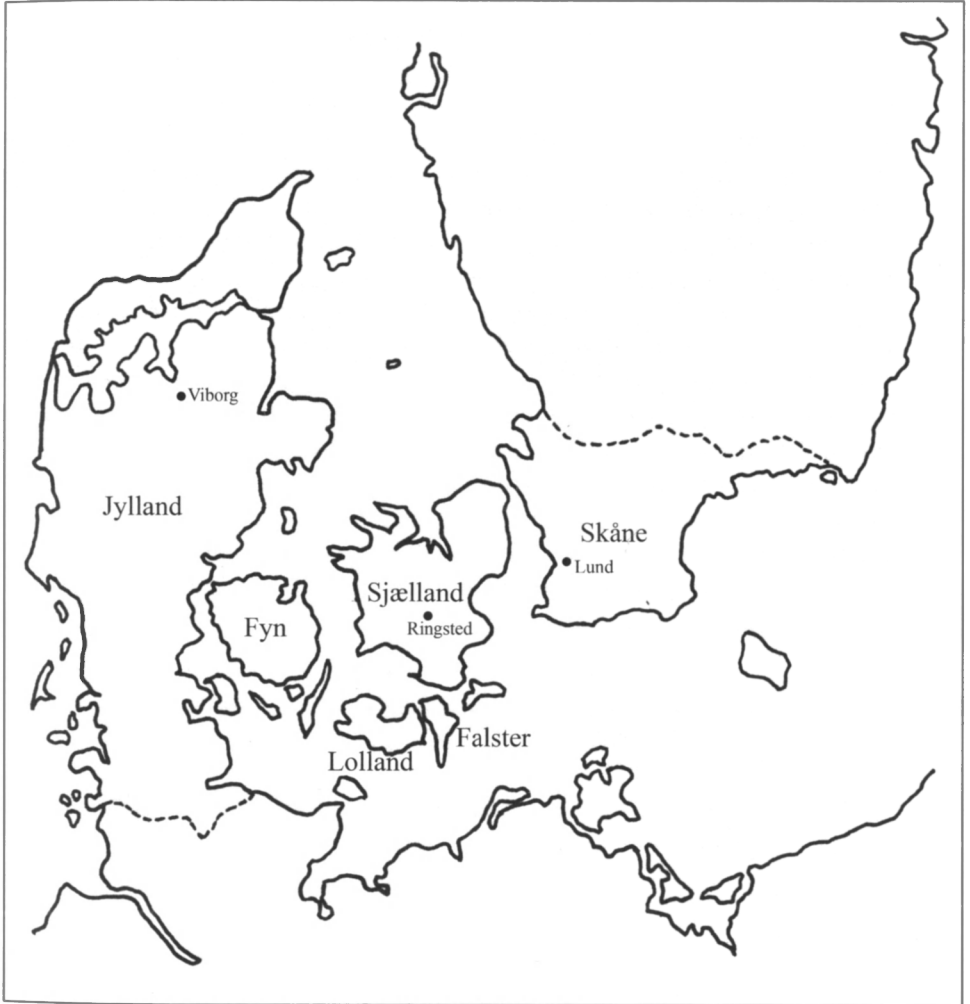 Viborg
Jylland
Skåne
Lund
Sjælland
Ringsted
Fyn
Falster
Lolland